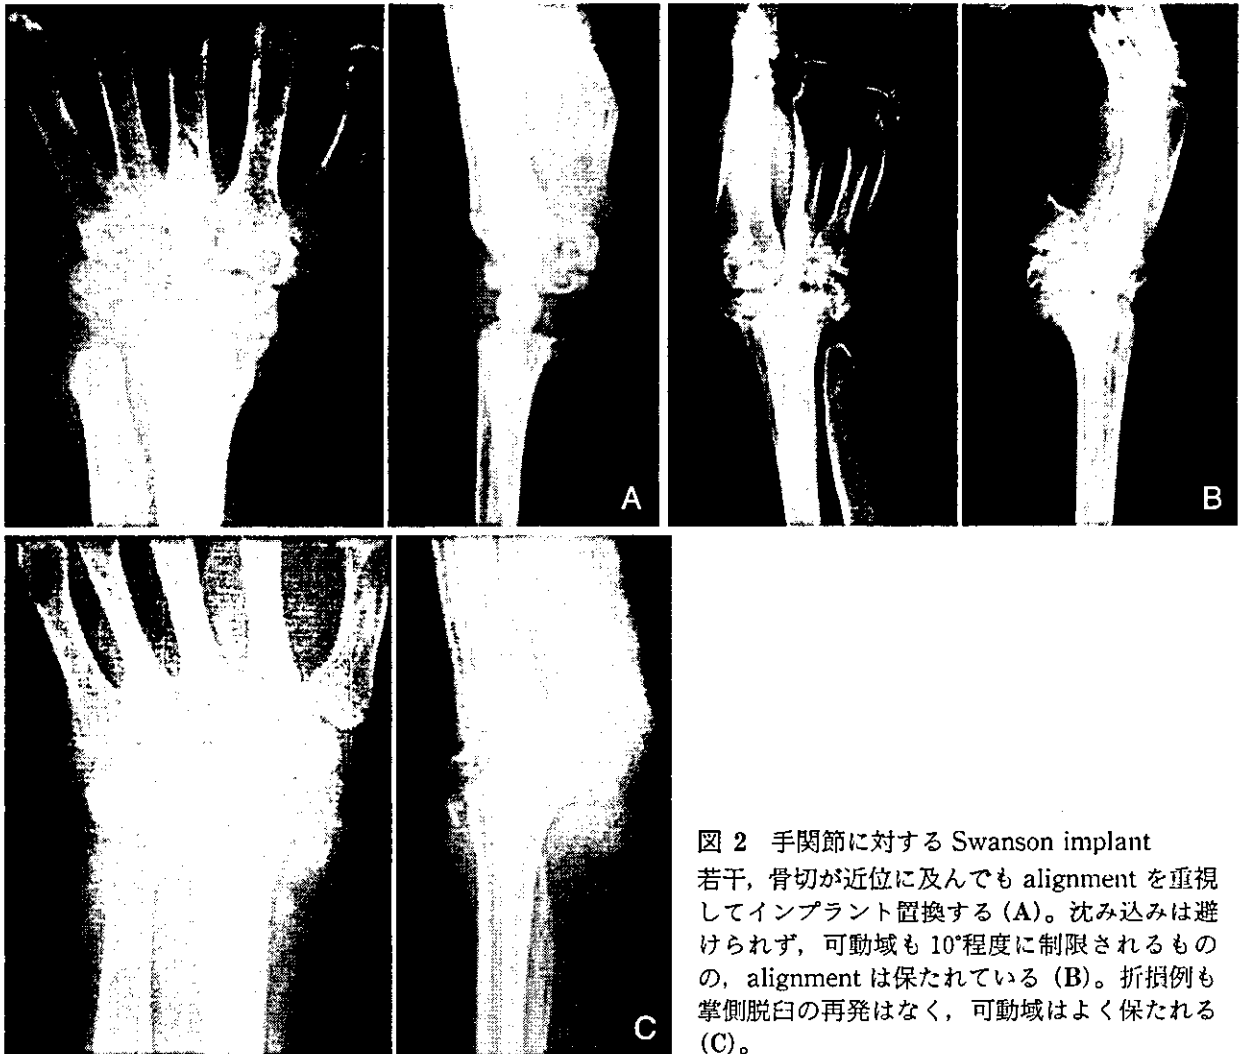 A
B
C
図 2 手関節に対する Swanson implant
若干，骨切が近位に及んでも alignment を重視
してインプラント置換する (A)。沈み込みは避
けられず，可動域も 10°程度に制限されるもの
の，alignment は保たれている (B)。折損例も
掌側脱臼の再発はなく，可動域はよく保たれる
(C)。